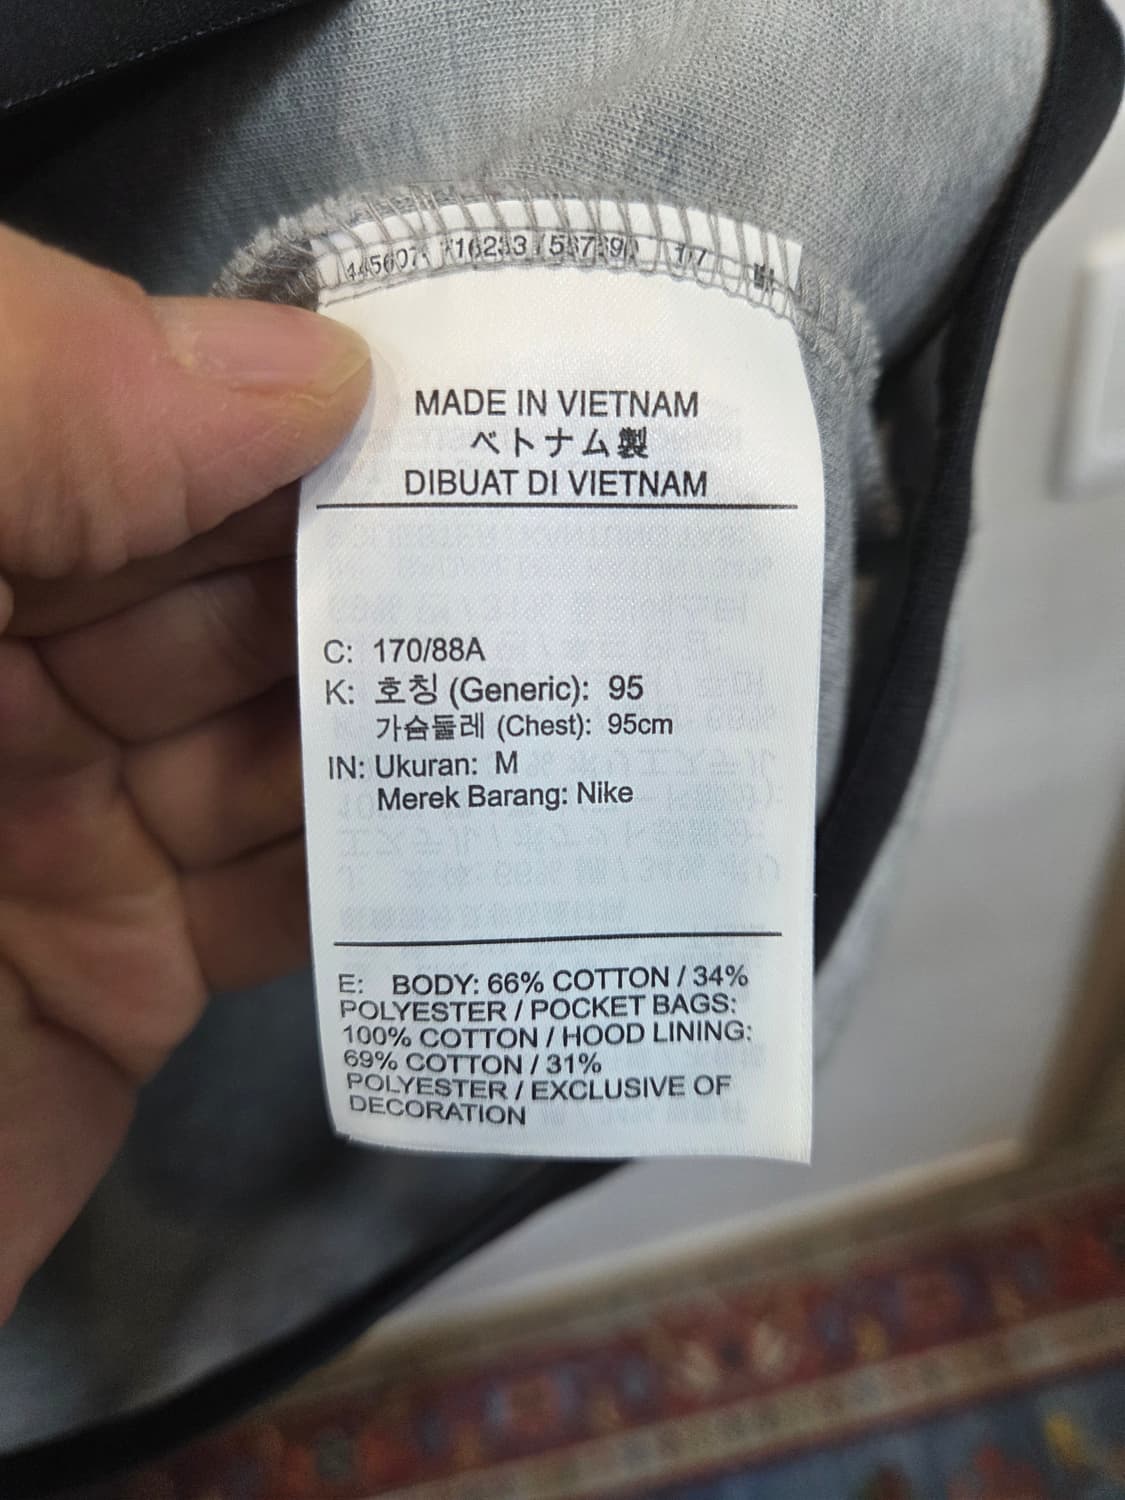 MADE IN VIETNAM
ベトナム製
DIBUAT DI VIETNAM
C: 170/88A
K: 호칭 (Generic): 95
가슴둘레 (Chest): 95cm
IN: Ukuran: M
Merek Barang: Nike
E: BODY: 66% COTTON / 34%
POLYESTER / POCKET BAGS:
100% COTTON / HOOD LINING:
69% COTTON / 31%
POLYESTER / EXCLUSIVE OF
DECORATION